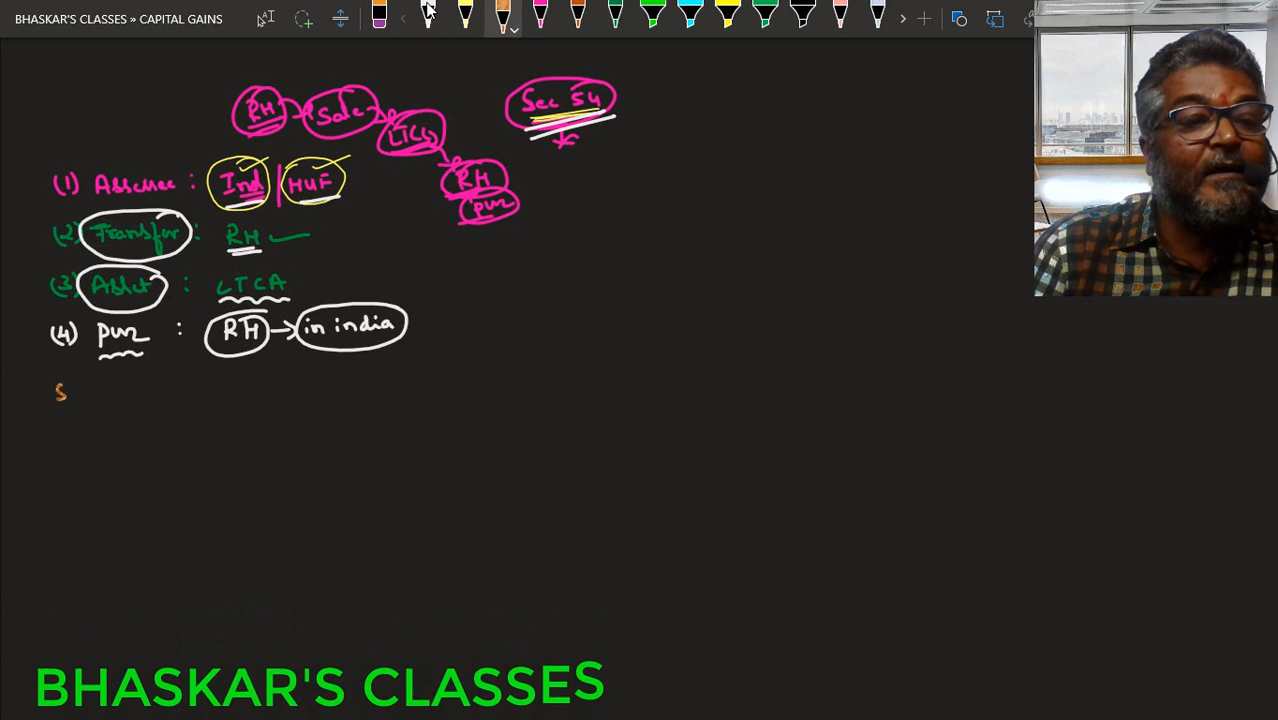 BHASKAR'S CLASSES » CAPITAL GAINS
RH Sale LTCG RH pur
Sec 54
(1) Assessee : Ind | HUF
(2) Transfer : RH
(3) Asset : LTCA
(4) pur : RH → in india
S
BHASKAR'S CLASSES